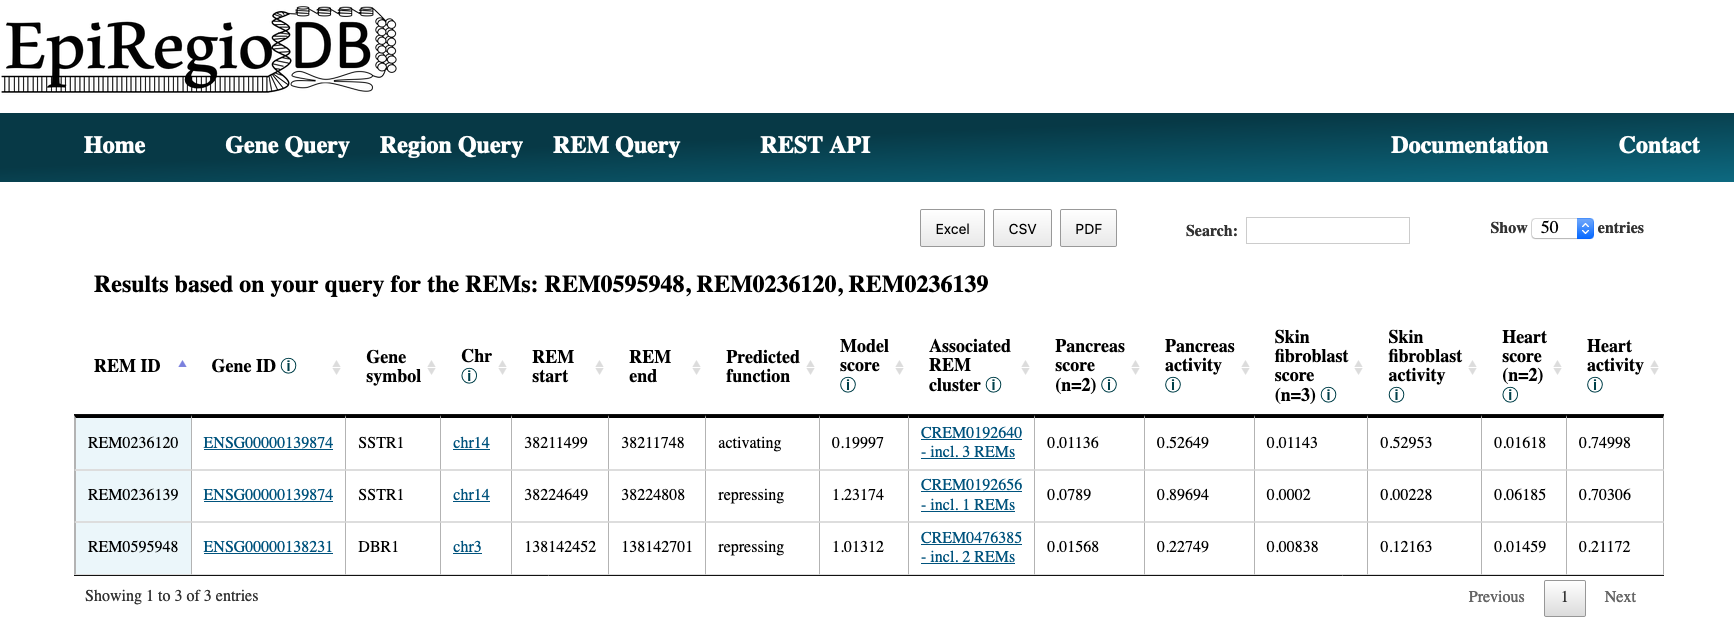 EpiRegio DB
Home Gene Query Region Query REM Query REST API Documentation Contact
Excel CSV PDF Search: Show 50 entries
Results based on your query for the REMs: REM0595948, REM0236120, REM0236139
REM ID Gene ID ⓘ Gene symbol Chr ⓘ REM start REM end Predicted function Model score ⓘ Associated REM cluster ⓘ Pancreas score (n=2) ⓘ Pancreas activity ⓘ Skin fibroblast score (n=3) ⓘ Skin fibroblast activity ⓘ Heart score (n=2) ⓘ Heart activity ⓘ
REM0236120 ENSG00000139874 SSTR1 chr14 38211499 38211748 activating 0.19997 CREM0192640 - incl. 3 REMs 0.01136 0.52649 0.01143 0.52953 0.01618 0.74998
REM0236139 ENSG00000139874 SSTR1 chr14 38224649 38224808 repressing 1.23174 CREM0192656 - incl. 1 REMs 0.0789 0.89694 0.0002 0.00228 0.06185 0.70306
REM0595948 ENSG00000138231 DBR1 chr3 138142452 138142701 repressing 1.01312 CREM0476385 - incl. 2 REMs 0.01568 0.22749 0.00838 0.12163 0.01459 0.21172
Showing 1 to 3 of 3 entries Previous 1 Next